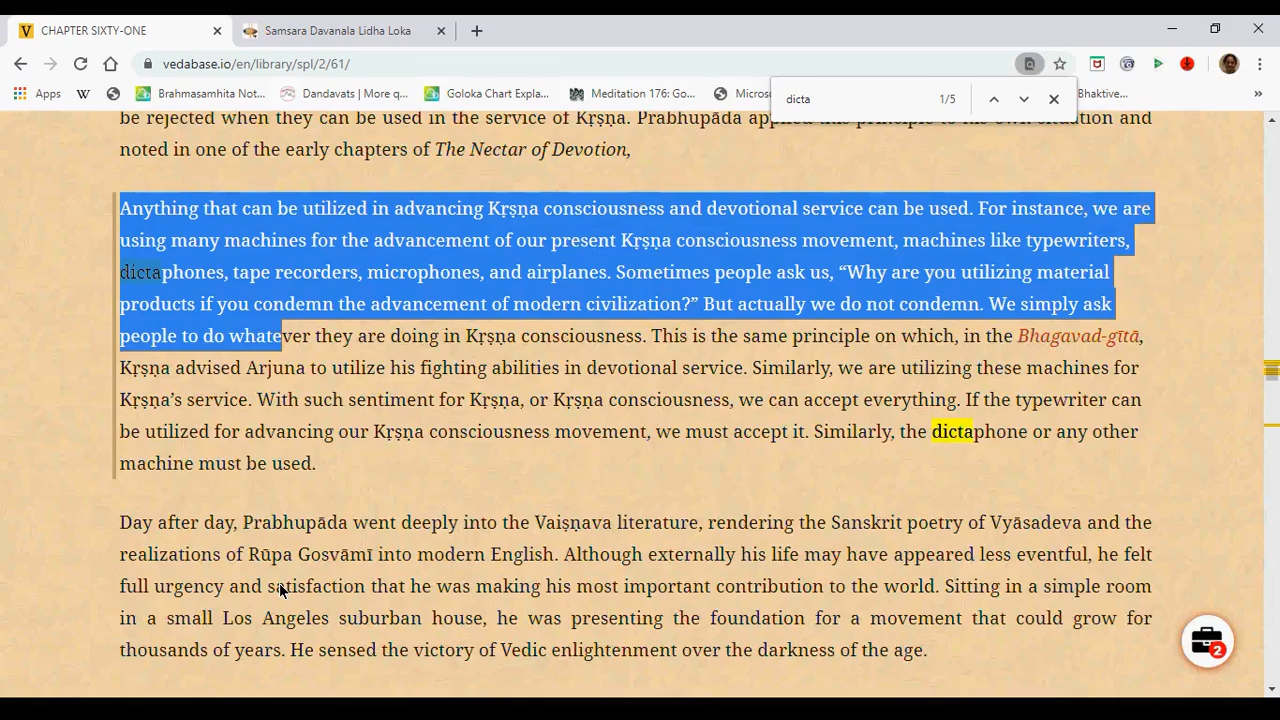 CHAPTER SIXTY-ONE
Samsara Davanala Lidha Loka
vedabase.io/en/library/spl/2/61/
Apps
Brahmasamhita Not...
Dandavats | More q...
Goloka Chart Expla...
Meditation 176: Go...
Bhaktive...
dicta 1/5
be rejected when they can be used in the service of Kṛṣṇa. Prabhupāda applied this principle to his own situation and
noted in one of the early chapters of The Nectar of Devotion,
Anything that can be utilized in advancing Kṛṣṇa consciousness and devotional service can be used. For instance, we are
using many machines for the advancement of our present Kṛṣṇa consciousness movement, machines like typewriters,
dictaphones, tape recorders, microphones, and airplanes. Sometimes people ask us, “Why are you utilizing material
products if you condemn the advancement of modern civilization?” But actually we do not condemn. We simply ask
people to do whatever they are doing in Kṛṣṇa consciousness. This is the same principle on which, in the Bhagavad-gītā,
Kṛṣṇa advised Arjuna to utilize his fighting abilities in devotional service. Similarly, we are utilizing these machines for
Kṛṣṇa’s service. With such sentiment for Kṛṣṇa, or Kṛṣṇa consciousness, we can accept everything. If the typewriter can
be utilized for advancing our Kṛṣṇa consciousness movement, we must accept it. Similarly, the dictaphone or any other
machine must be used.
Day after day, Prabhupāda went deeply into the Vaiṣṇava literature, rendering the Sanskrit poetry of Vyāsadeva and the
realizations of Rūpa Gosvāmī into modern English. Although externally his life may have appeared less eventful, he felt
full urgency and satisfaction that he was making his most important contribution to the world. Sitting in a simple room
in a small Los Angeles suburban house, he was presenting the foundation for a movement that could grow for
thousands of years. He sensed the victory of Vedic enlightenment over the darkness of the age.
2